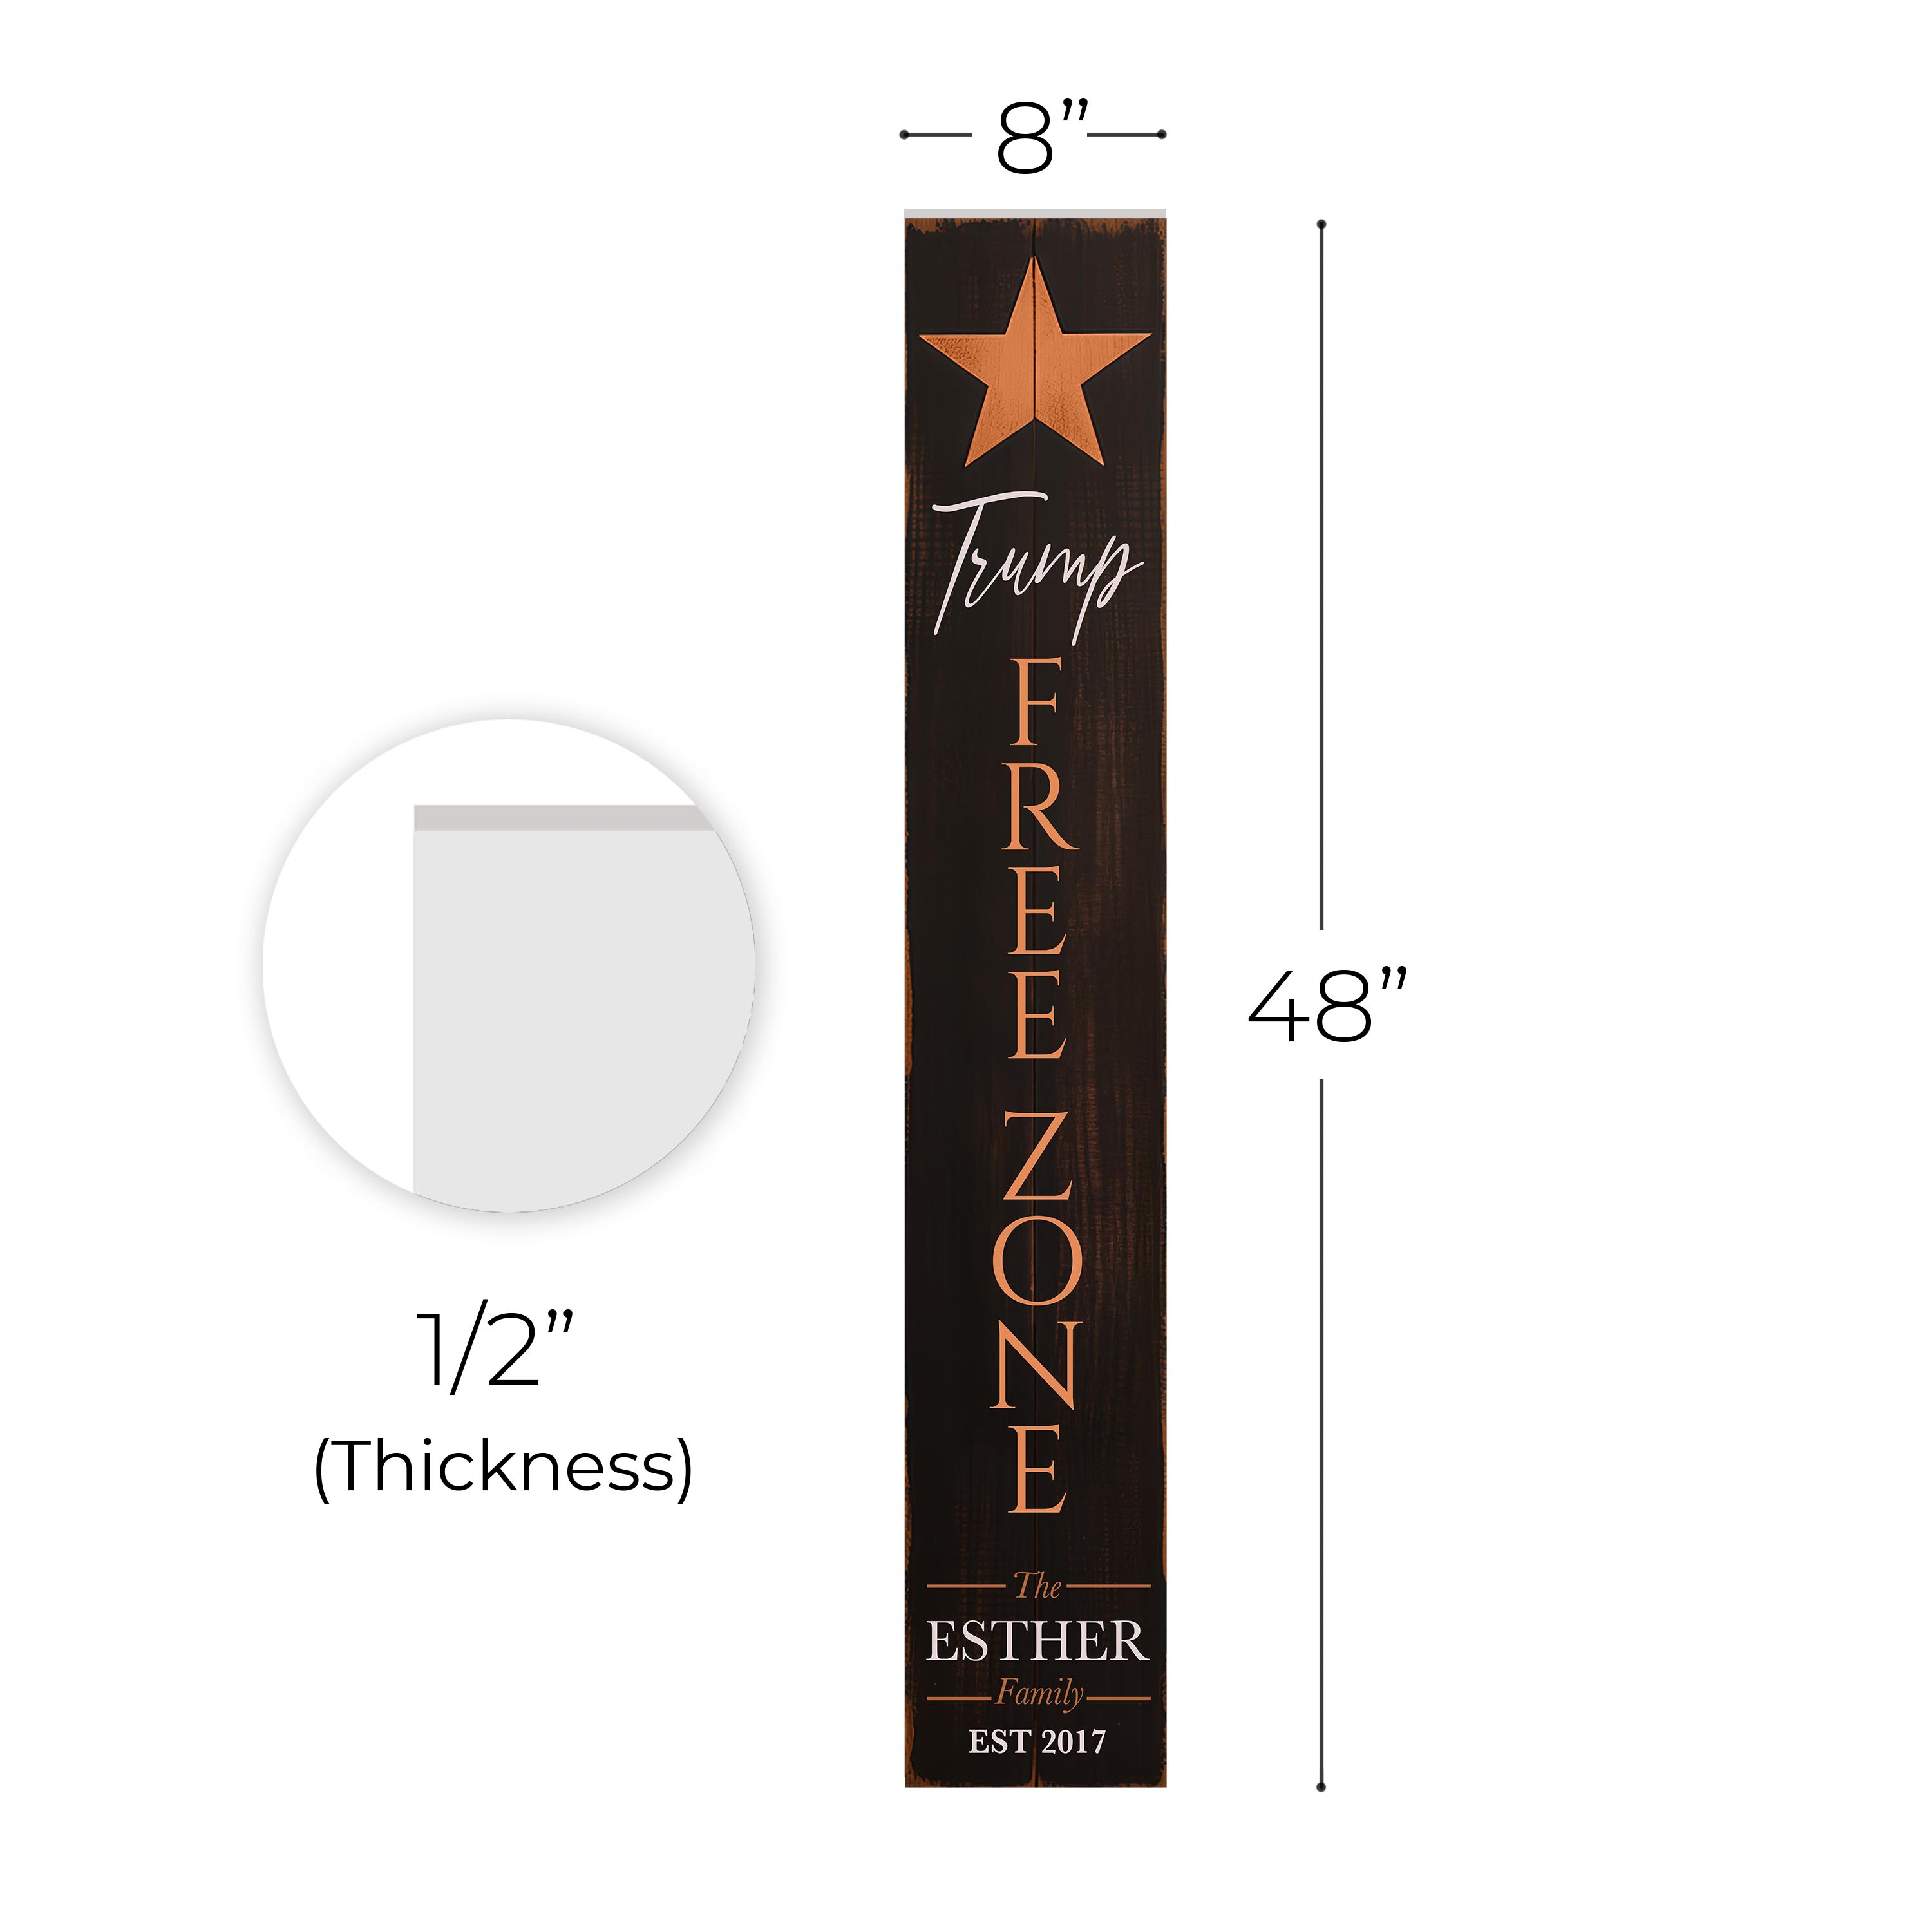 8”
Trump
FREE ZONE
The
ESTHER
Family
EST 2017
48”
1/2”
(Thickness)